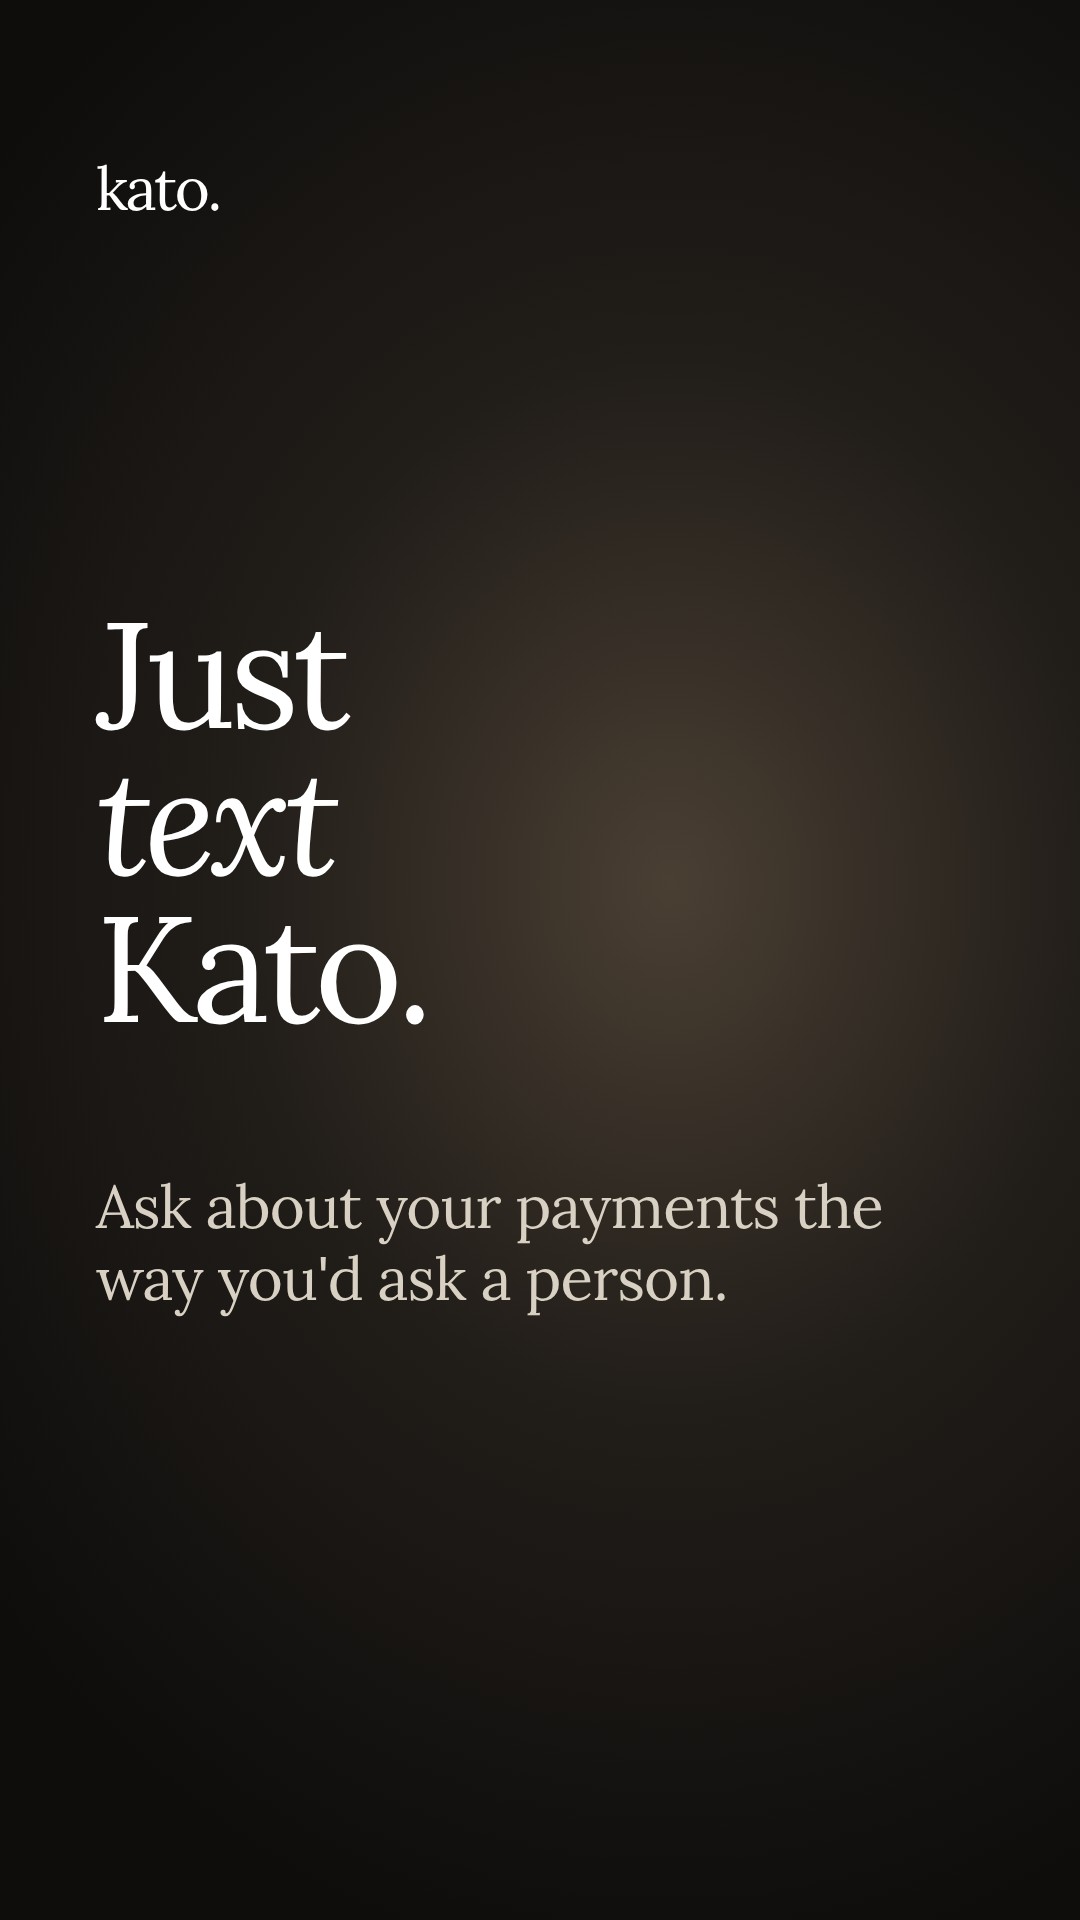 kato.
Just
text
Kato.
Ask about your payments the
way you'd ask a person.